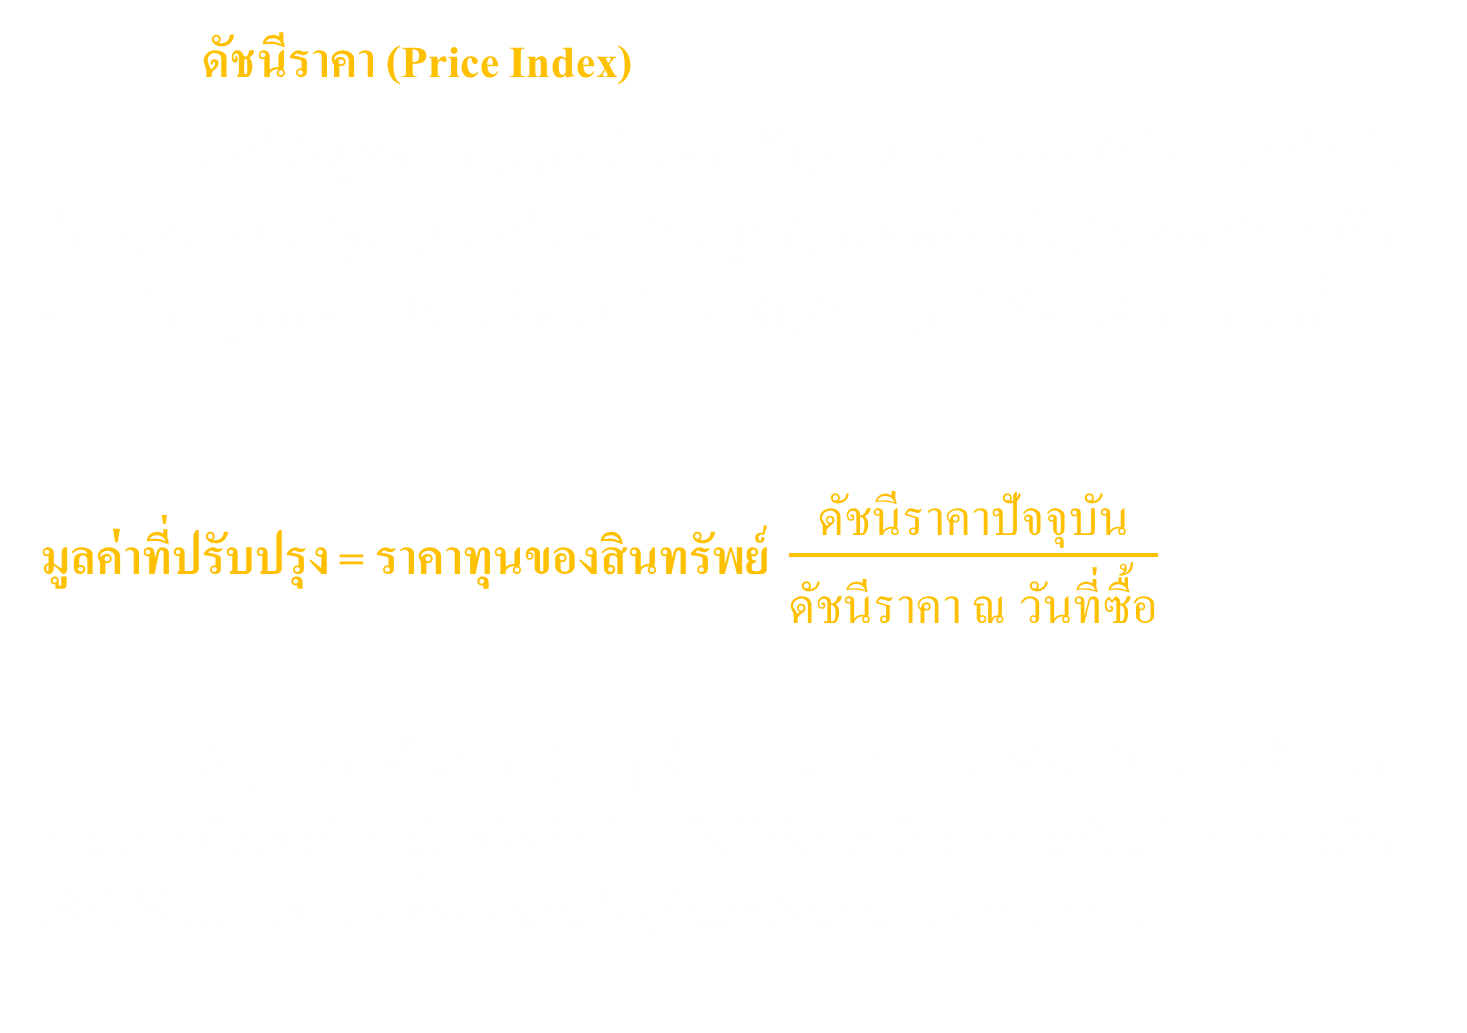 ดัชนีราคา (Price Index)
มูลค่าที่ปรับปรุง = ราคาทุนของสินทรัพย์
ดัชนีราคาปัจจุบัน
ดัชนีราคา ณ วันที่ซื้อ